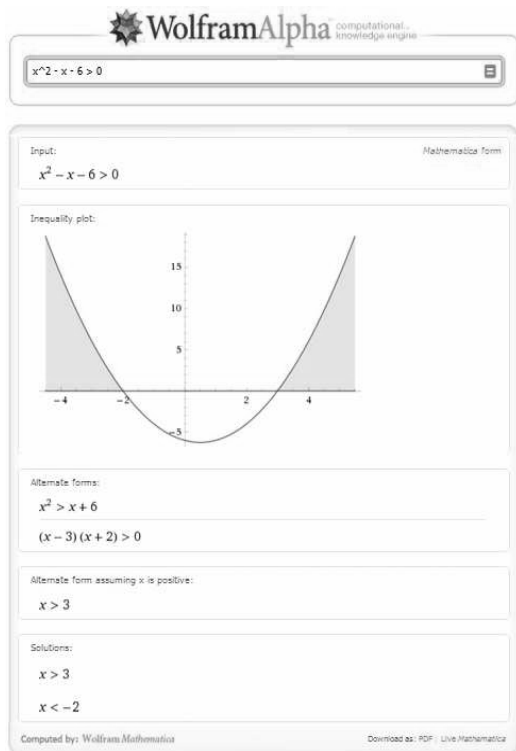 WolframAlpha computational... knowledge engine
x^2 - x - 6 > 0
Input:
Mathematica form
x² − x − 6 > 0
Inequality plot:
15
10
5
−4 −2 2 4
−5
Alternate forms:
x² > x + 6
(x − 3) (x + 2) > 0
Alternate form assuming x is positive:
x > 3
Solutions:
x > 3
x < −2
Computed by: Wolfram Mathematica
Download as: PDF | Live Mathematica